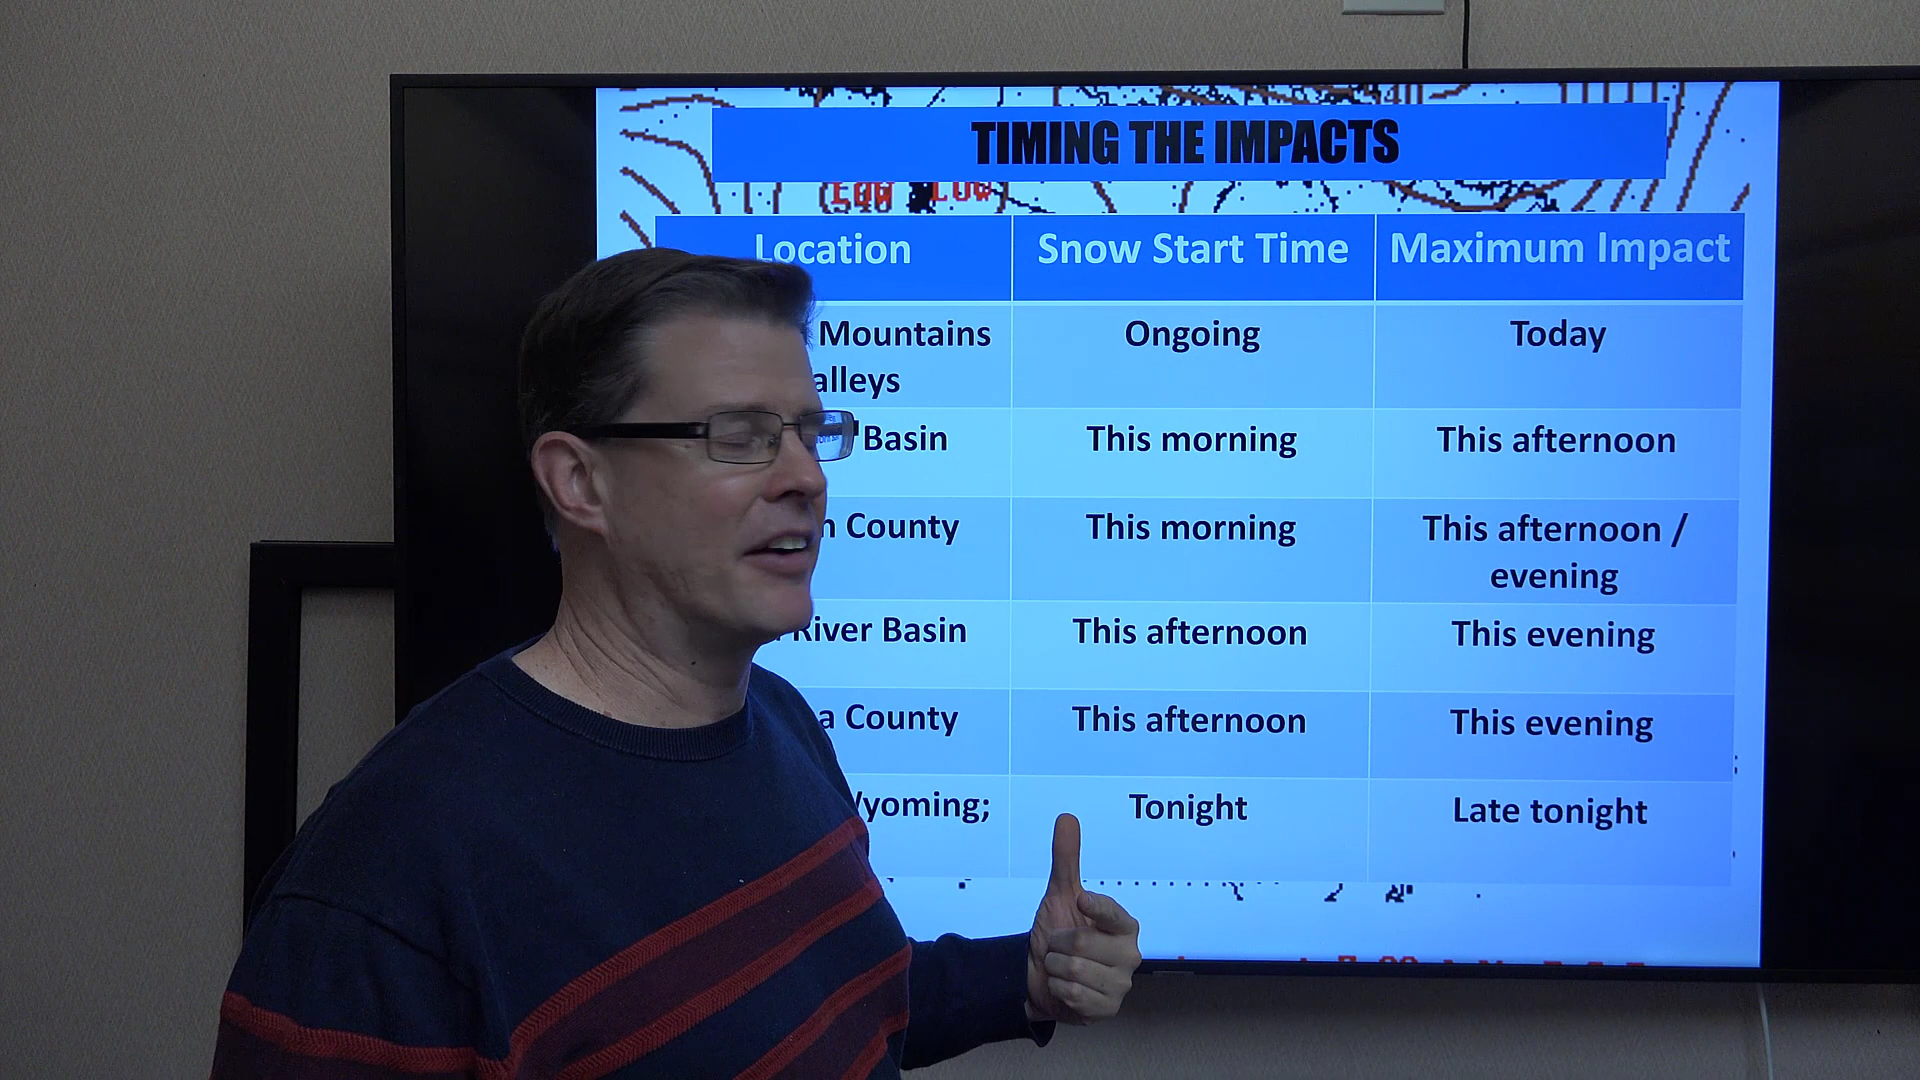 TIMING THE IMPACTS
Low Low
Location Snow Start Time Maximum Impact
Mountains Ongoing Today
alleys
Basin This morning This afternoon
n County This morning This afternoon /
evening
River Basin This afternoon This evening
a County This afternoon This evening
yoming; Tonight Late tonight